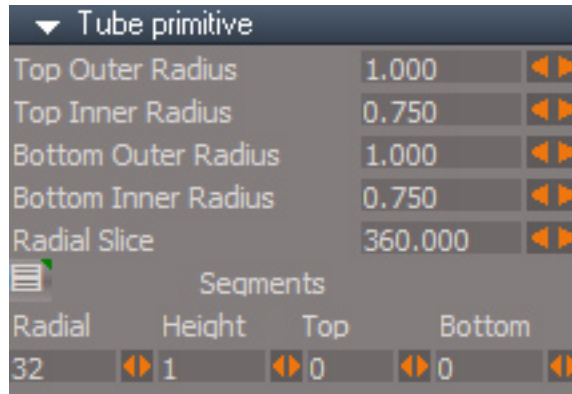 Tube primitive
Top Outer Radius 1.000
Top Inner Radius 0.750
Bottom Outer Radius 1.000
Bottom Inner Radius 0.750
Radial Slice 360.000
Segments
Radial Height Top Bottom
32 1 0 0